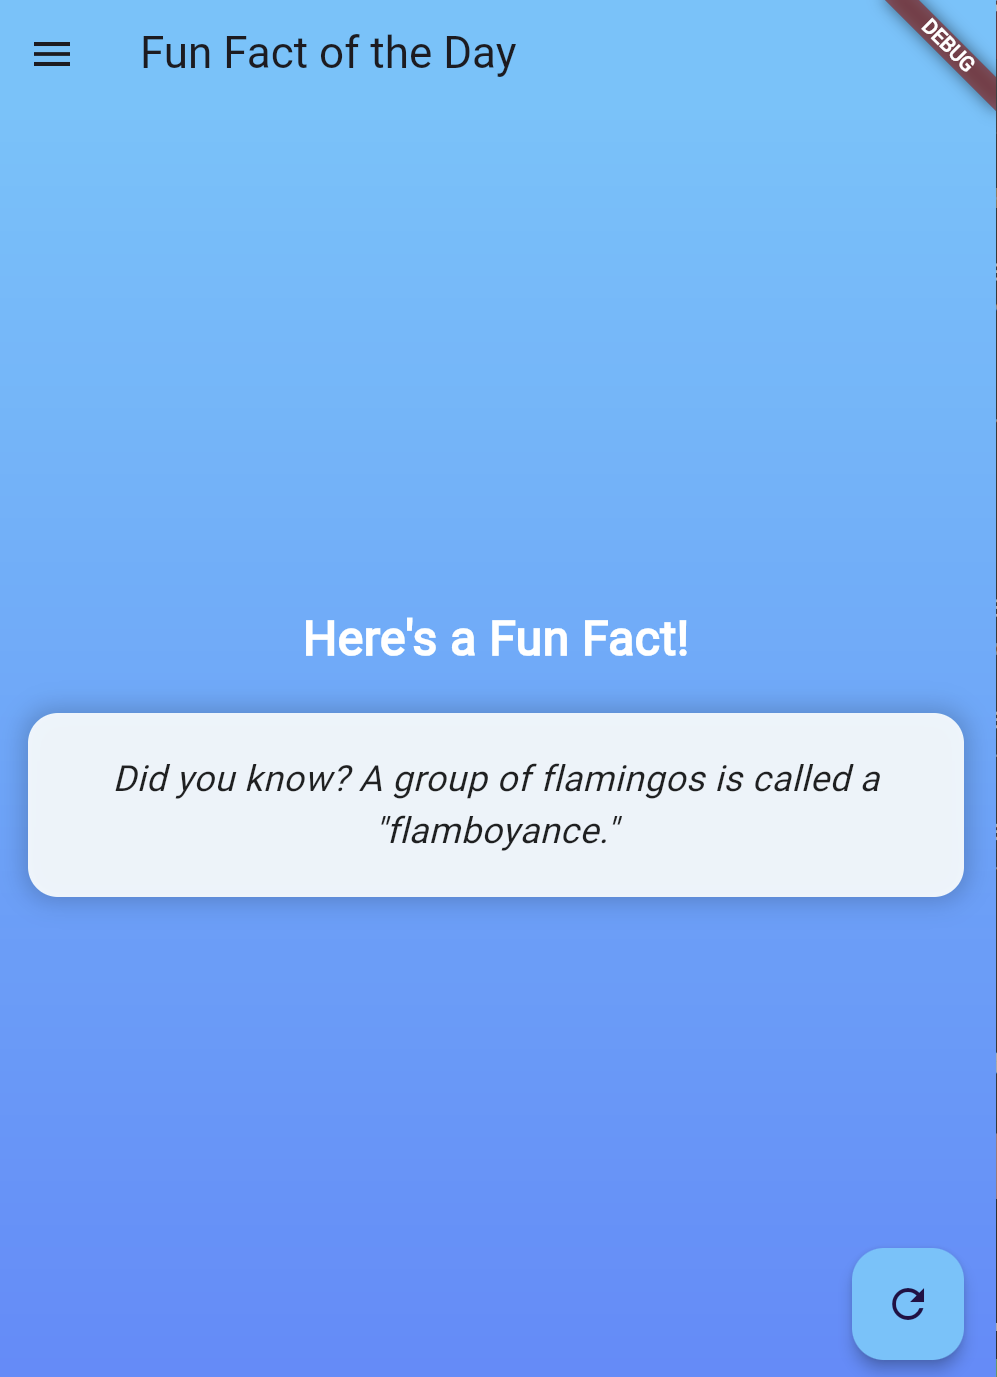 Fun Fact of the Day
DEBUG
Here's a Fun Fact!
Did you know? A group of flamingos is called a
"flamboyance."